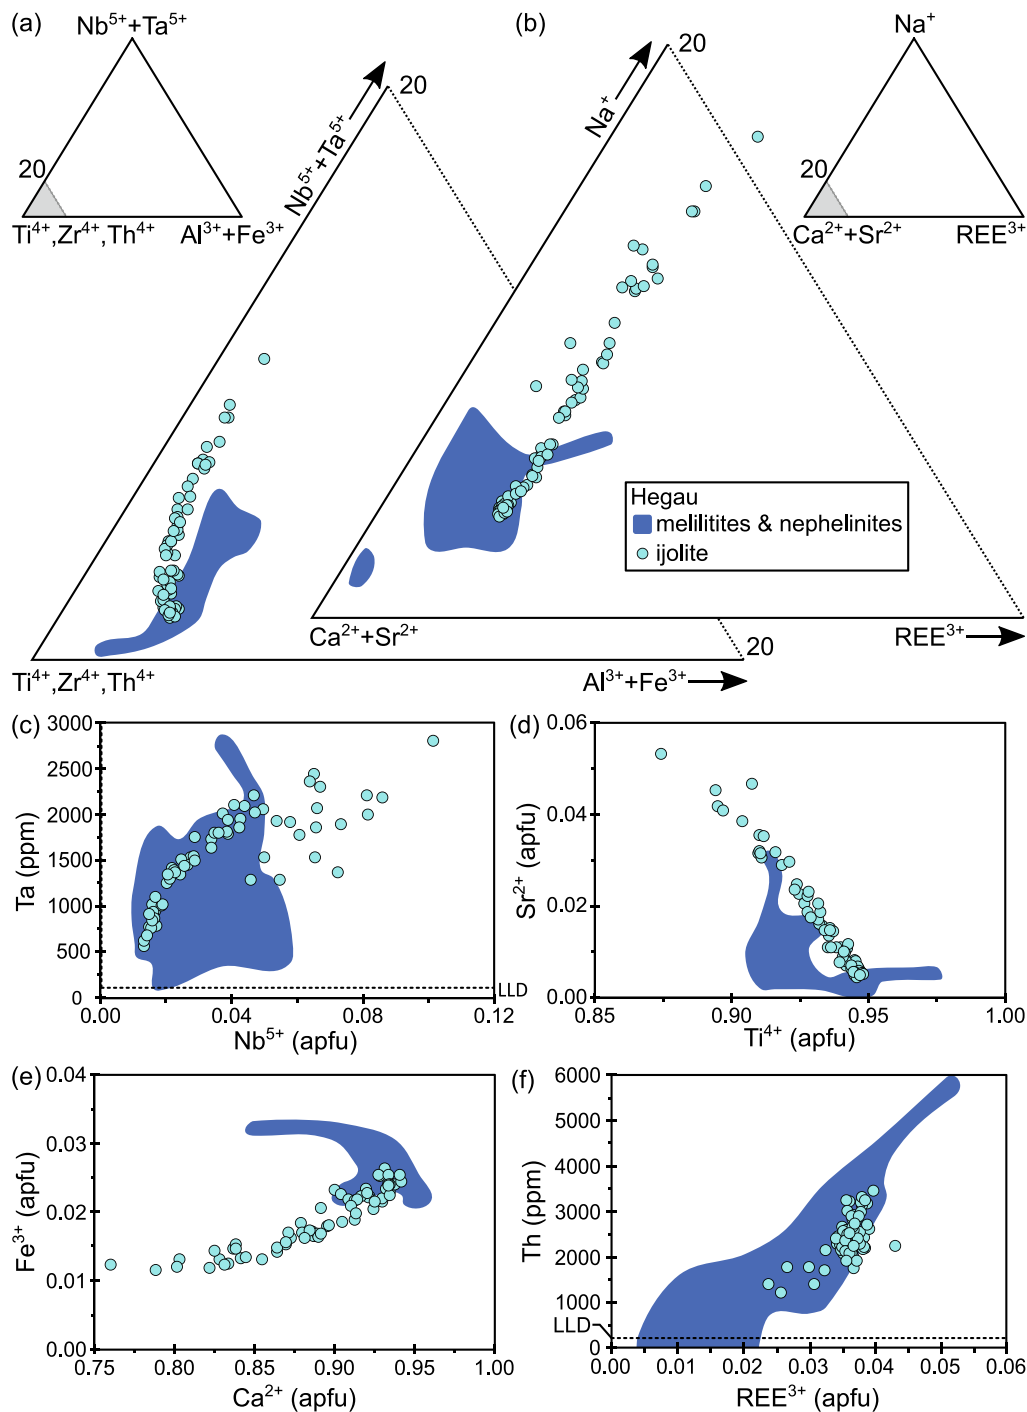 (a)
Nb⁵⁺+Ta⁵⁺
20
Ti⁴⁺,Zr⁴⁺,Th⁴⁺
Al³⁺+Fe³⁺
Nb⁵⁺+Ta⁵⁺
20
Ti⁴⁺,Zr⁴⁺,Th⁴⁺
Al³⁺+Fe³⁺
20
(b)
Na⁺
20
Na⁺
20
Ca²⁺+Sr²⁺
REE³⁺
Ca²⁺+Sr²⁺
REE³⁺
Hegau
melilitites & nephelinites
ijolite
(c)
3000
2500
2000
1500
1000
500
0
Ta (ppm)
LLD
0.00
0.04
0.08
0.12
Nb⁵⁺ (apfu)
(d)
0.06
0.04
0.02
0.00
Sr²⁺ (apfu)
0.85
0.90
0.95
1.00
Ti⁴⁺ (apfu)
(e)
0.04
0.03
0.02
0.01
0.00
Fe³⁺ (apfu)
0.75
0.80
0.85
0.90
0.95
1.00
Ca²⁺ (apfu)
(f)
6000
5000
4000
3000
2000
1000
0
Th (ppm)
LLD
0.00
0.01
0.02
0.03
0.04
0.05
0.06
REE³⁺ (apfu)